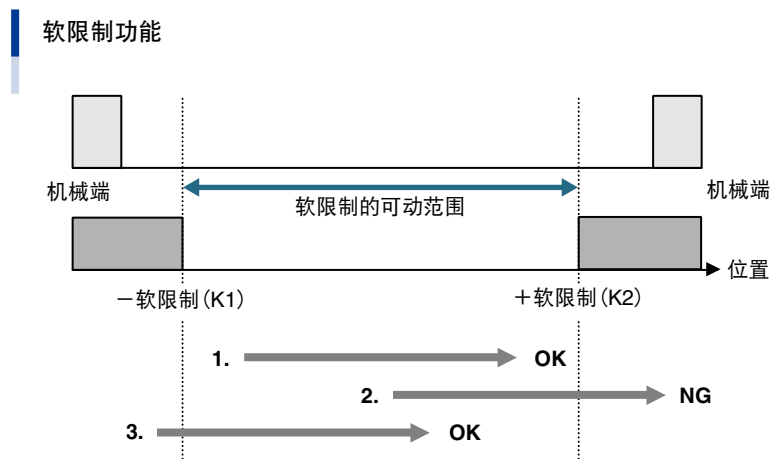 软限制功能
机械端
机械端
软限制的可动范围
位置
－软限制(K1)
＋软限制(K2)
1.
OK
2.
NG
3.
OK